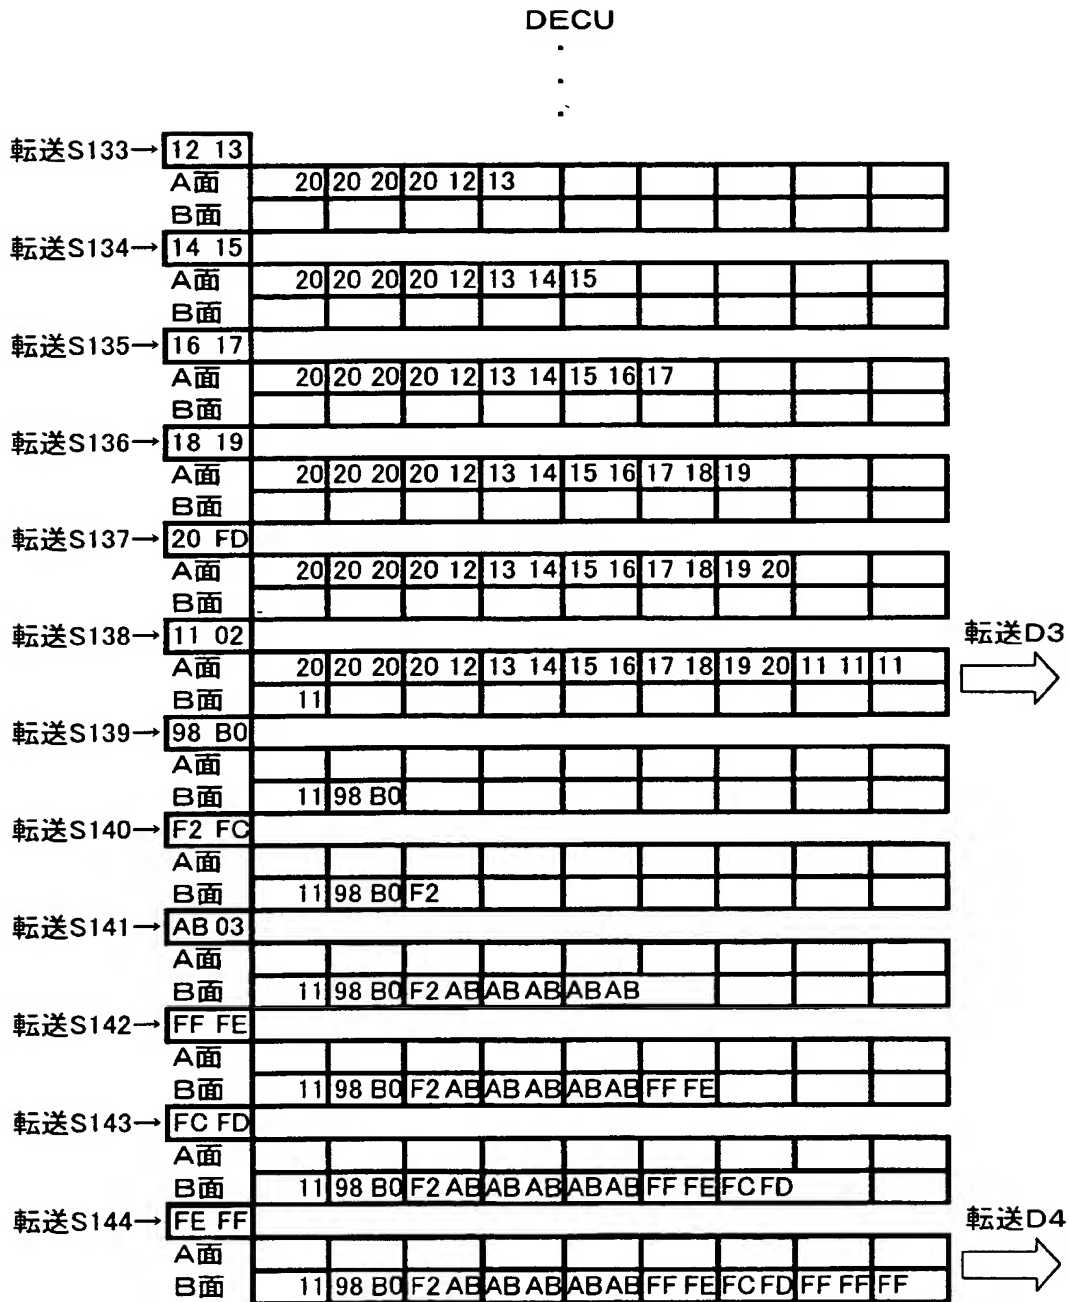 DECU
転送S133→ 12 13
A面 20 20 20 20 12 13
B面
転送S134→ 14 15
A面 20 20 20 20 12 13 14 15
B面
転送S135→ 16 17
A面 20 20 20 20 12 13 14 15 16 17
B面
転送S136→ 18 19
A面 20 20 20 20 12 13 14 15 16 17 18 19
B面
転送S137→ 20 FD
A面 20 20 20 20 12 13 14 15 16 17 18 19 20
B面
転送S138→ 11 02 転送D3
A面 20 20 20 20 12 13 14 15 16 17 18 19 20 11 11 11
B面 11
転送S139→ 98 B0
A面
B面 11 98 B0
転送S140→ F2 FC
A面
B面 11 98 B0 F2
転送S141→ AB 03
A面
B面 11 98 B0 F2 AB AB AB AB AB
転送S142→ FF FE
A面
B面 11 98 B0 F2 AB AB AB AB AB FF FE
転送S143→ FC FD
A面
B面 11 98 B0 F2 AB AB AB AB AB FF FE FC FD
転送S144→ FE FF 転送D4
A面
B面 11 98 B0 F2 AB AB AB AB AB FF FE FC FD FF FF FF